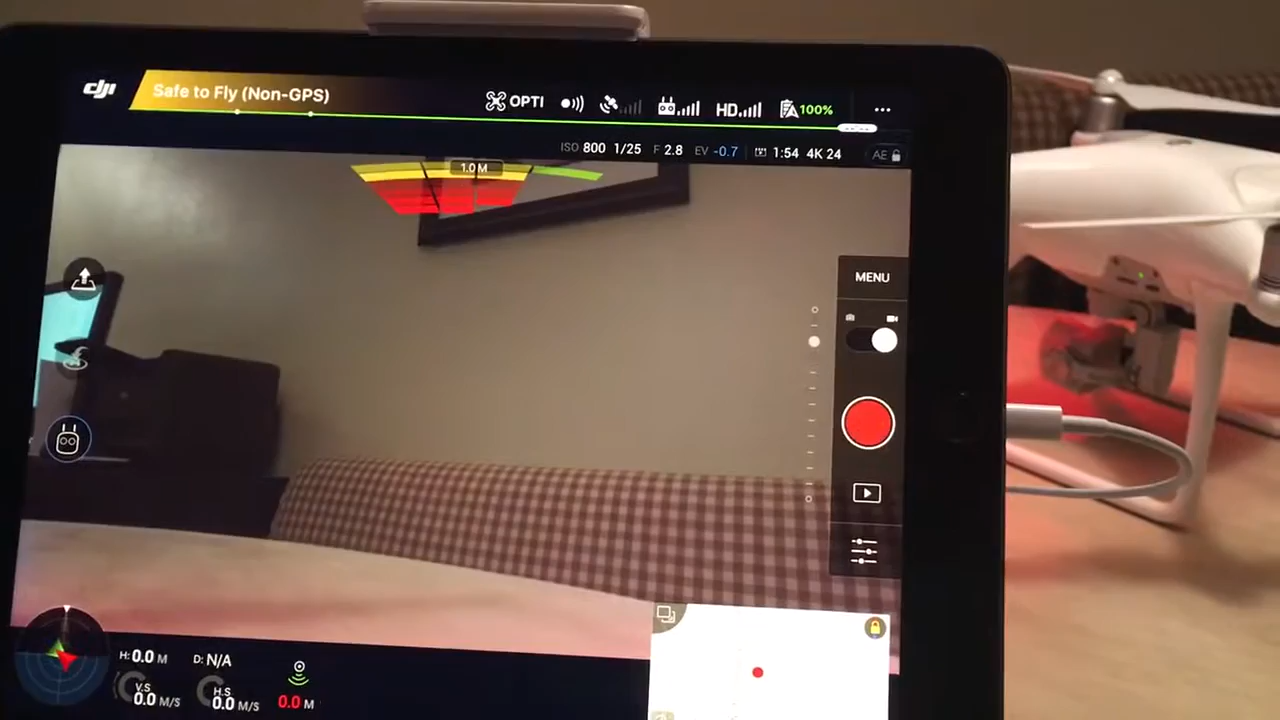 dji
Safe to Fly (Non-GPS)
OPTI
HD
100%
ISO 800 1/25 F 2.8 EV -0.7 1:54 4K 24
AE
1.0 M
MENU
H: 0.0 M D: N/A
V.S 0.0 M/S H.S 0.0 M/S 0.0 M